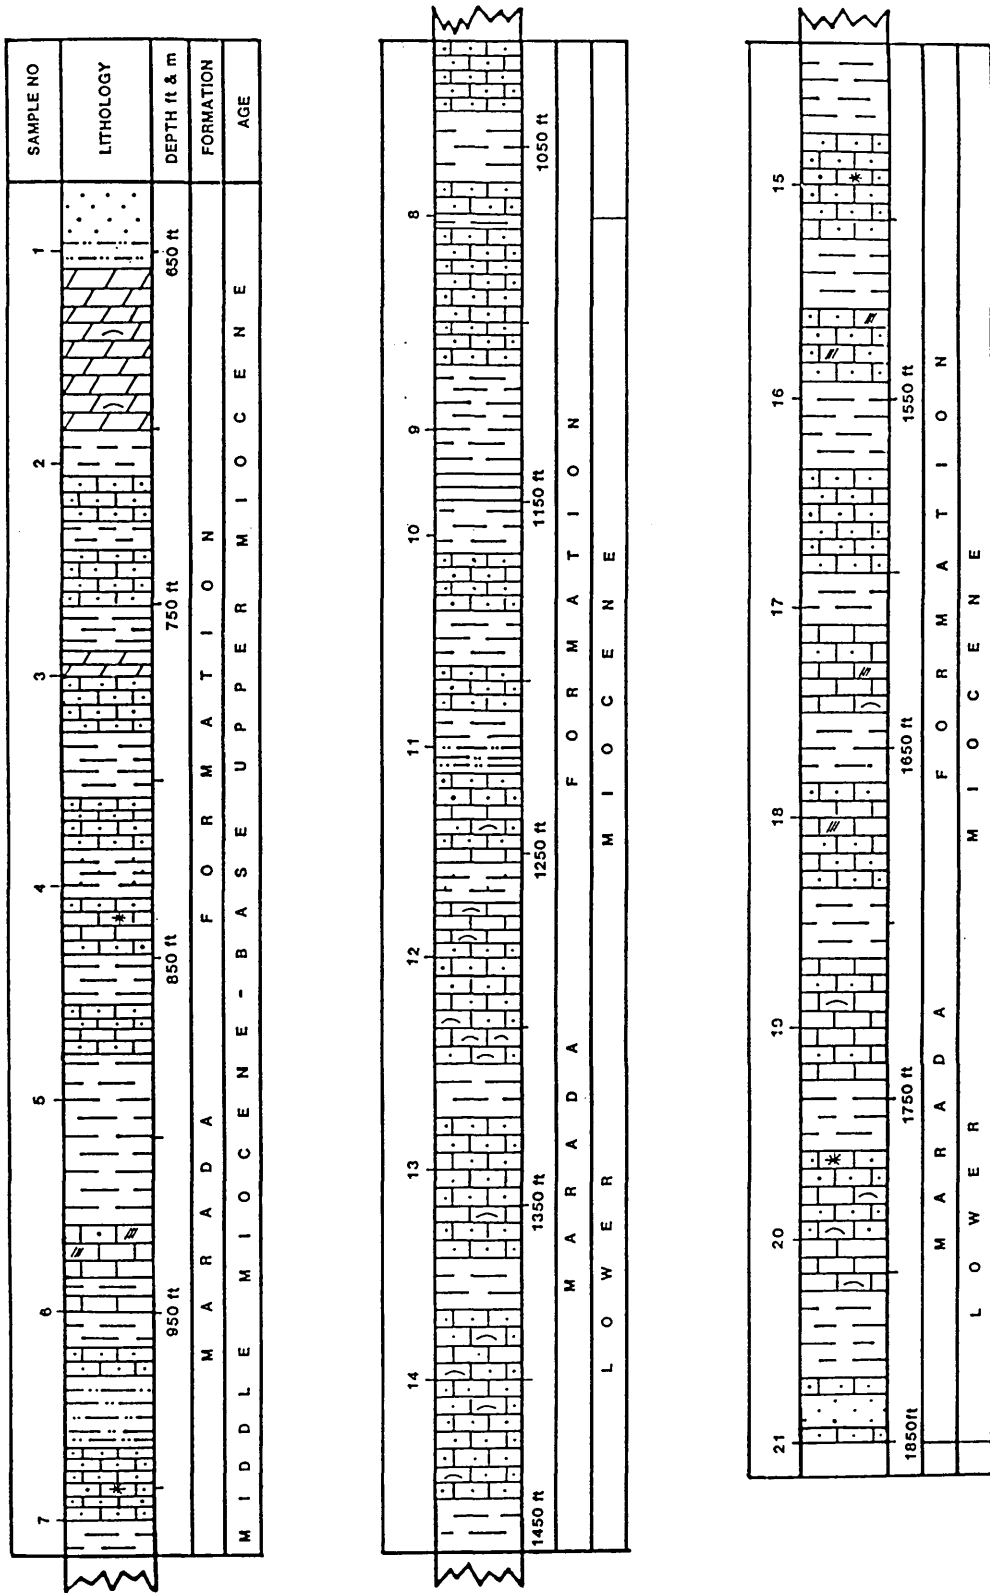 SAMPLE NO
LITHOLOGY
DEPTH ft & m
FORMATION
AGE
1
2
3
4
5
6
7
650 ft
750 ft
850 ft
950 ft
MARADA FORMATION
MIDDLE MIOCENE - BASE UPPER MIOCENE
8
9
10
11
12
13
14
1050 ft
1150 ft
1250 ft
1350 ft
1450 ft
MARADA FORMATION
LOWER MIOCENE
15
16
17
18
19
20
21
1550 ft
1650 ft
1750 ft
1850ft
MARADA FORMATION
LOWER MIOCENE